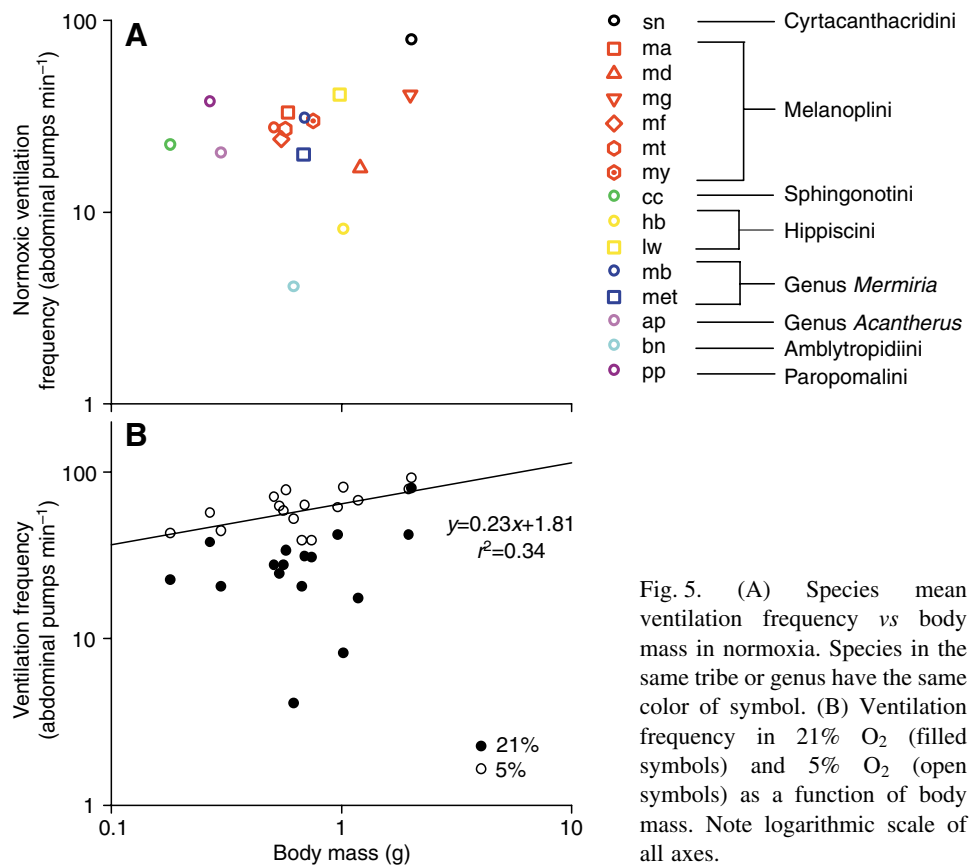 100
A
Normoxic ventilation
frequency (abdominal pumps min⁻¹)
10
1
sn
ma
md
mg
mf
mt
my
cc
hb
lw
mb
met
ap
bn
pp
Cyrtacanthacridini
Melanoplini
Sphingonotini
Hippiscini
Genus Mermiria
Genus Acantherus
Amblytropidiini
Paropomalini
B
100
Ventilation frequency
(abdominal pumps min⁻¹)
10
1
y=0.23x+1.81
r²=0.34
21%
5%
0.1
1
10
Body mass (g)
Fig. 5. (A) Species mean
ventilation frequency vs body
mass in normoxia. Species in the
same tribe or genus have the same
color of symbol. (B) Ventilation
frequency in 21% O₂ (filled
symbols) and 5% O₂ (open
symbols) as a function of body
mass. Note logarithmic scale of
all axes.